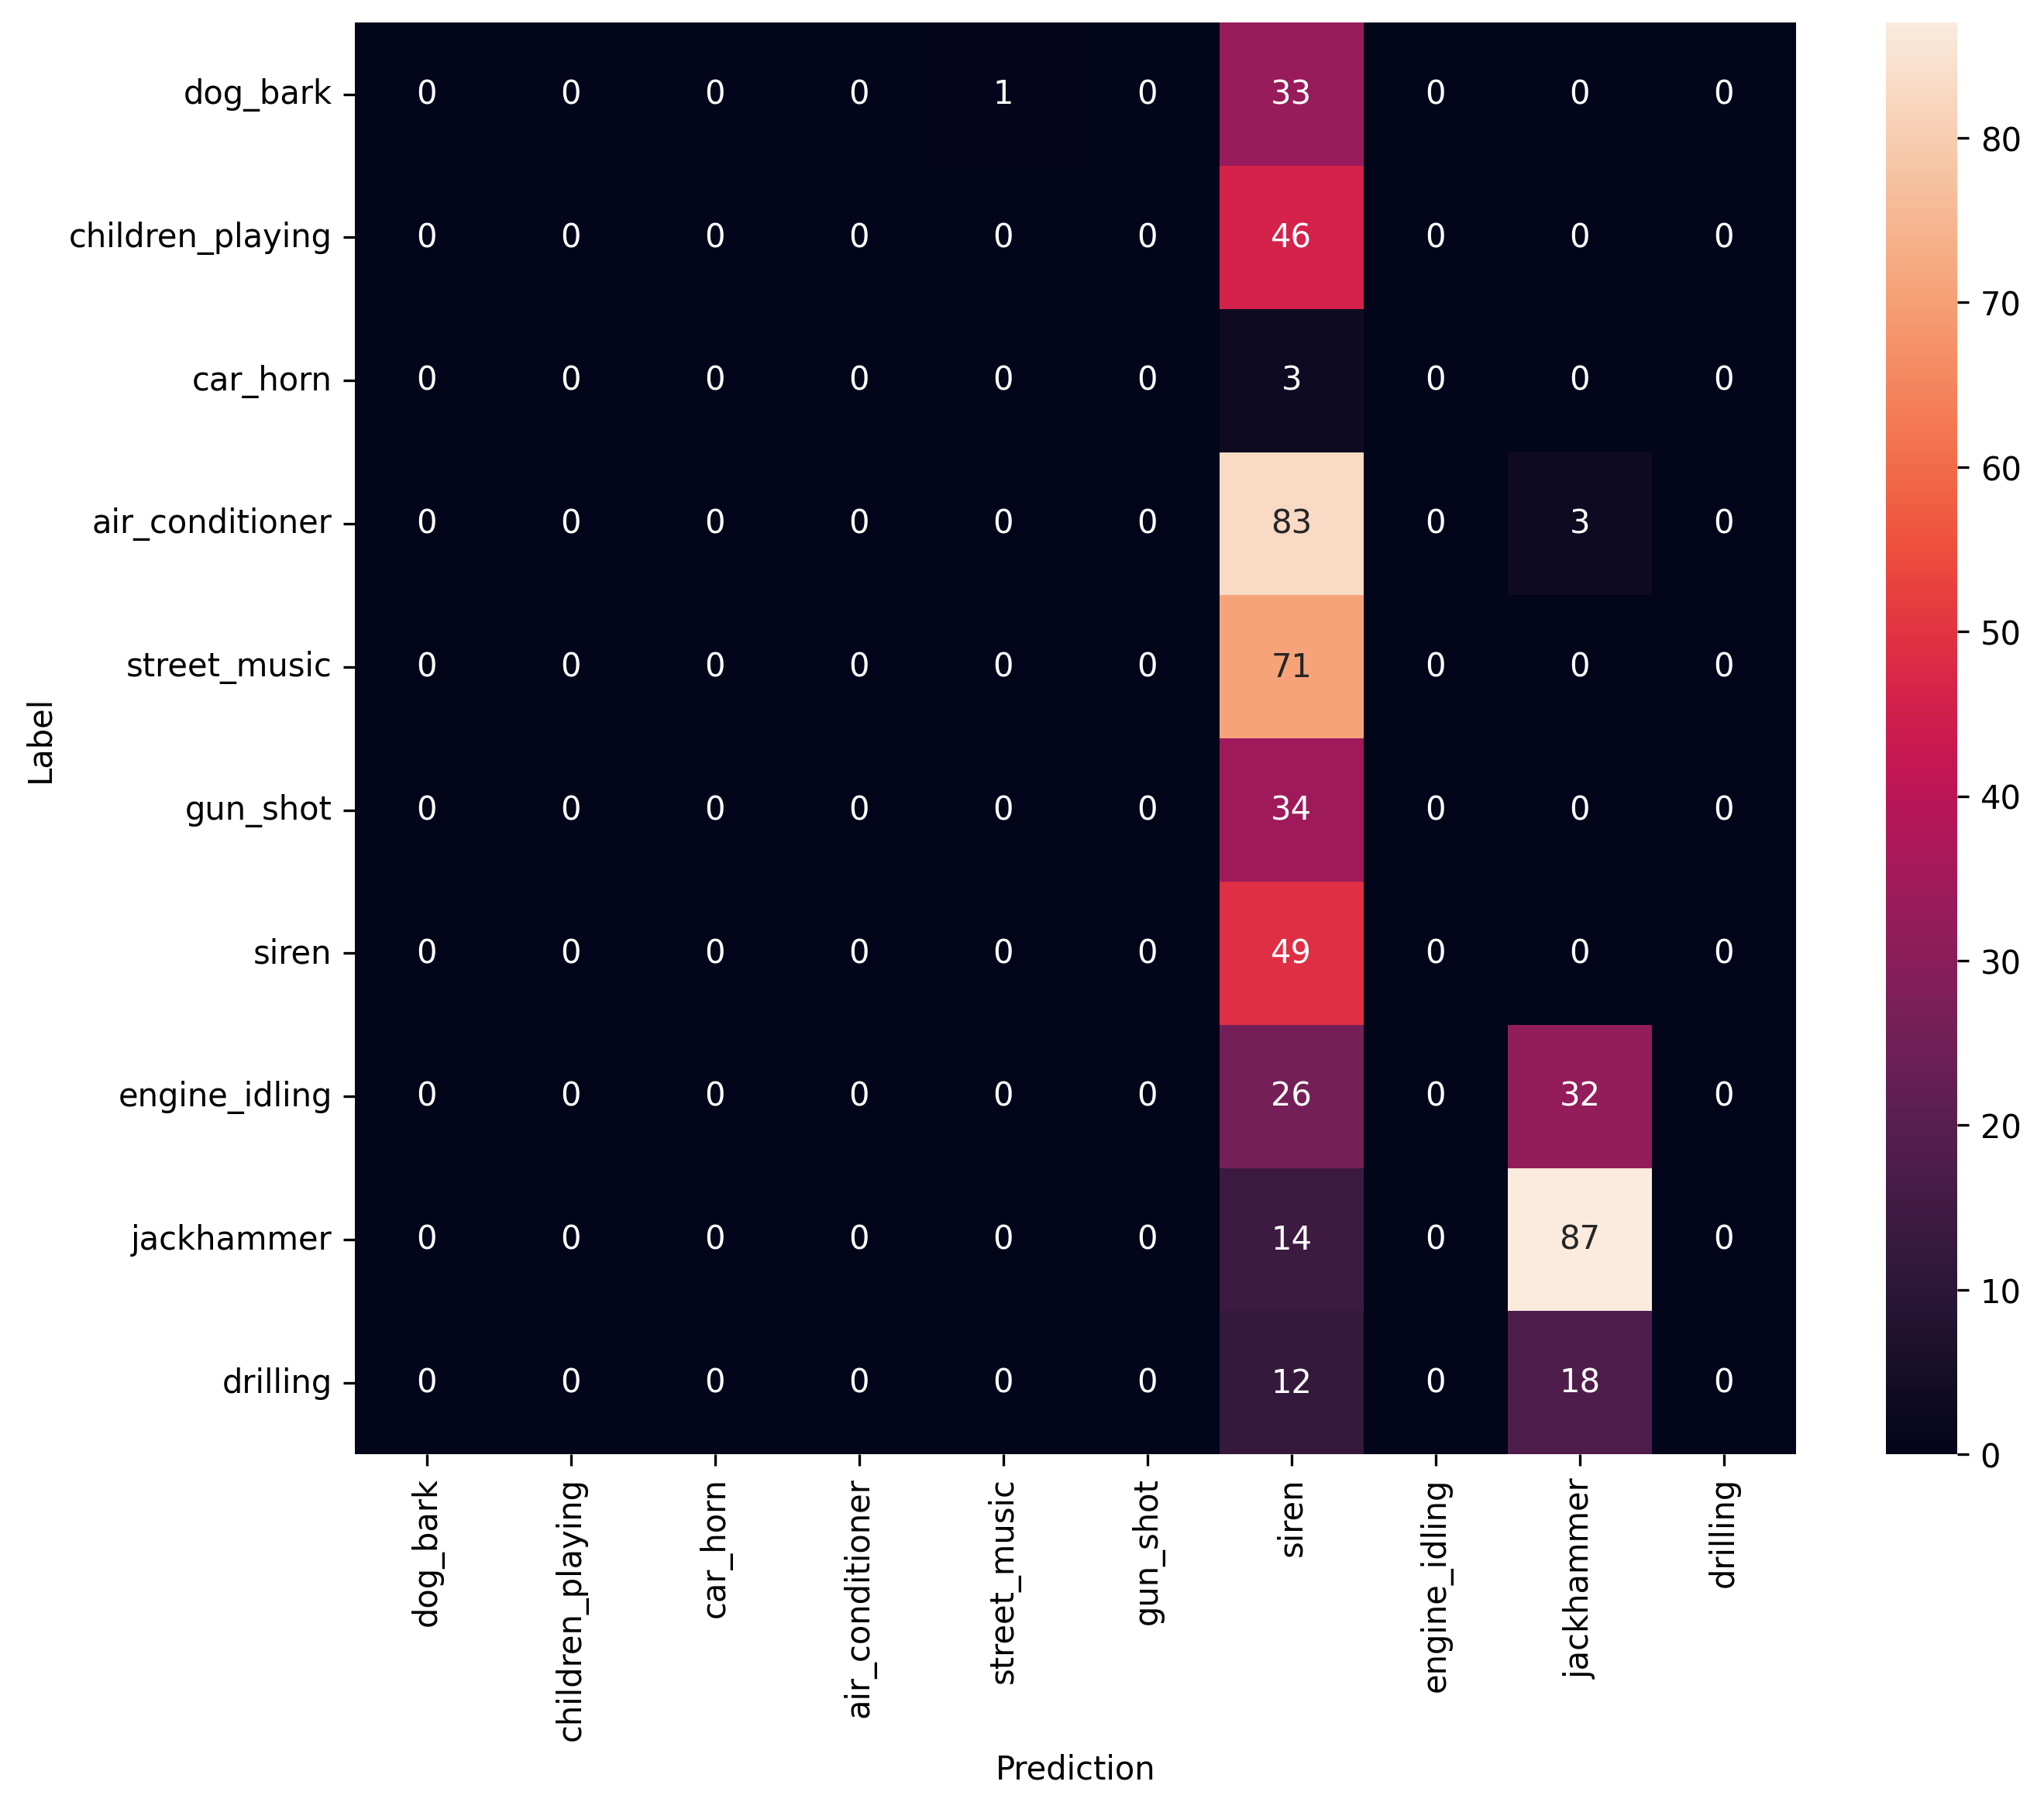 dog_bark 0 0 0 0 1 0 33 0 0 0
children_playing 0 0 0 0 0 0 46 0 0 0
car_horn 0 0 0 0 0 0 3 0 0 0
air_conditioner 0 0 0 0 0 0 83 0 3 0
street_music 0 0 0 0 0 0 71 0 0 0
gun_shot 0 0 0 0 0 0 34 0 0 0
siren 0 0 0 0 0 0 49 0 0 0
engine_idling 0 0 0 0 0 0 26 0 32 0
jackhammer 0 0 0 0 0 0 14 0 87 0
drilling 0 0 0 0 0 0 12 0 18 0
Label
dog_bark
children_playing
car_horn
air_conditioner
street_music
gun_shot
siren
engine_idling
jackhammer
drilling
Prediction
80
70
60
50
40
30
20
10
0